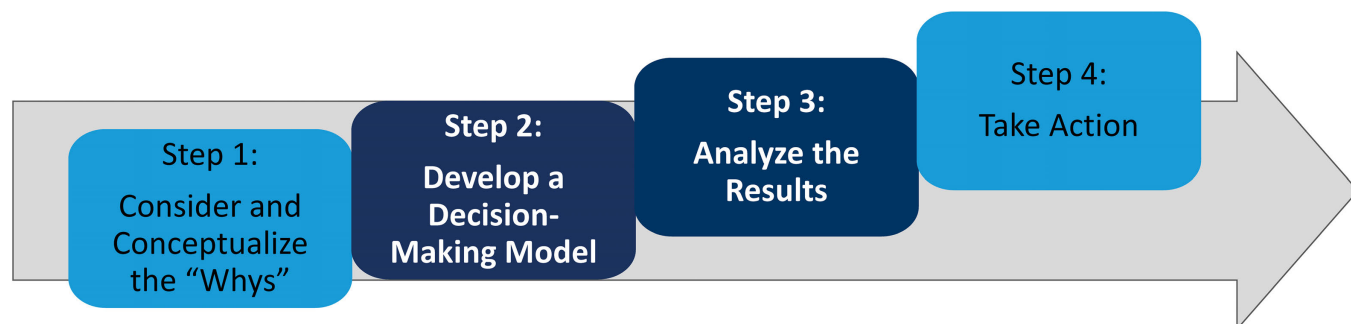 Step 1:
Consider and
Conceptualize
the “Whys”
Step 2:
Develop a
Decision-
Making Model
Step 3:
Analyze the
Results
Step 4:
Take Action